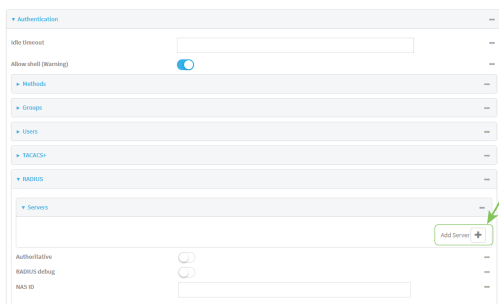 Authentication
Idle timeout
Allow shell (Warning)
Methods
Groups
Users
TACACS+
RADIUS
Servers
Add Server
Authoritative
RADIUS debug
NAS ID